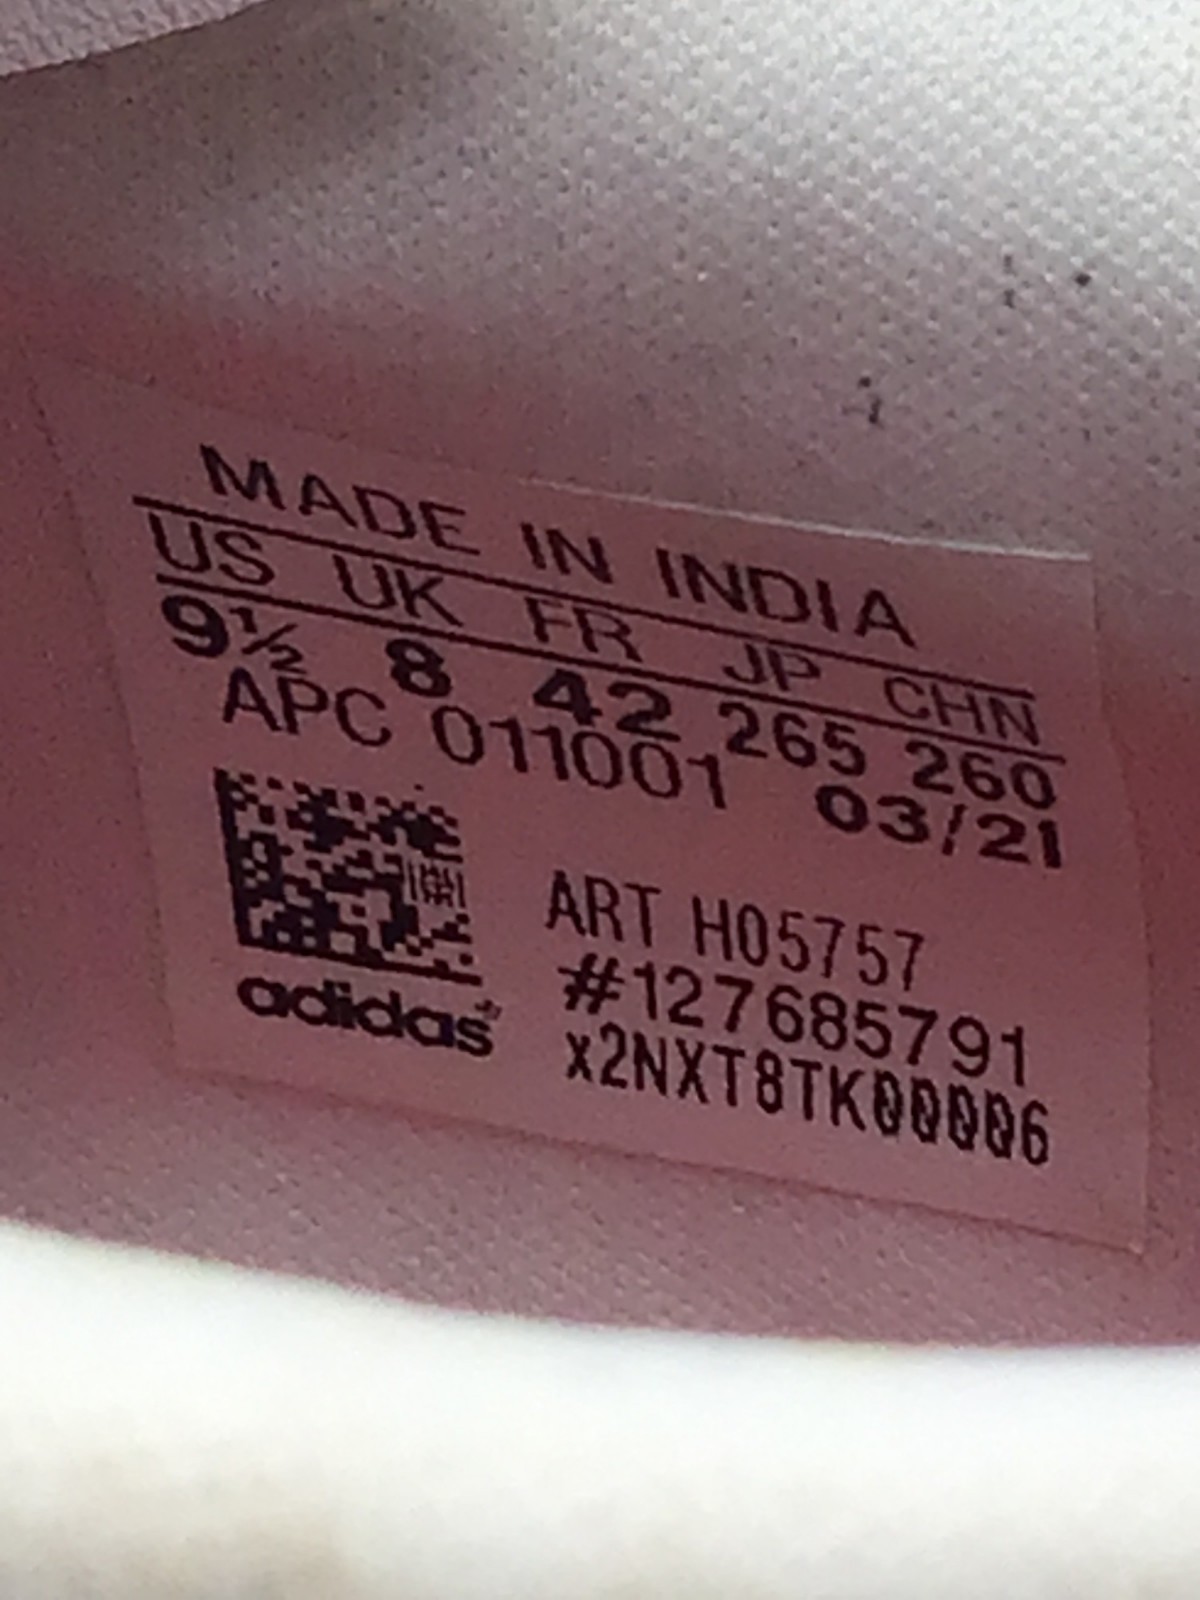 MADE IN INDIA
US UK FR JP CHN
9½ 8 42 265 260
APC 011001 03/21
ART H05757
#127685791
adidas
x2NXT8TK00006